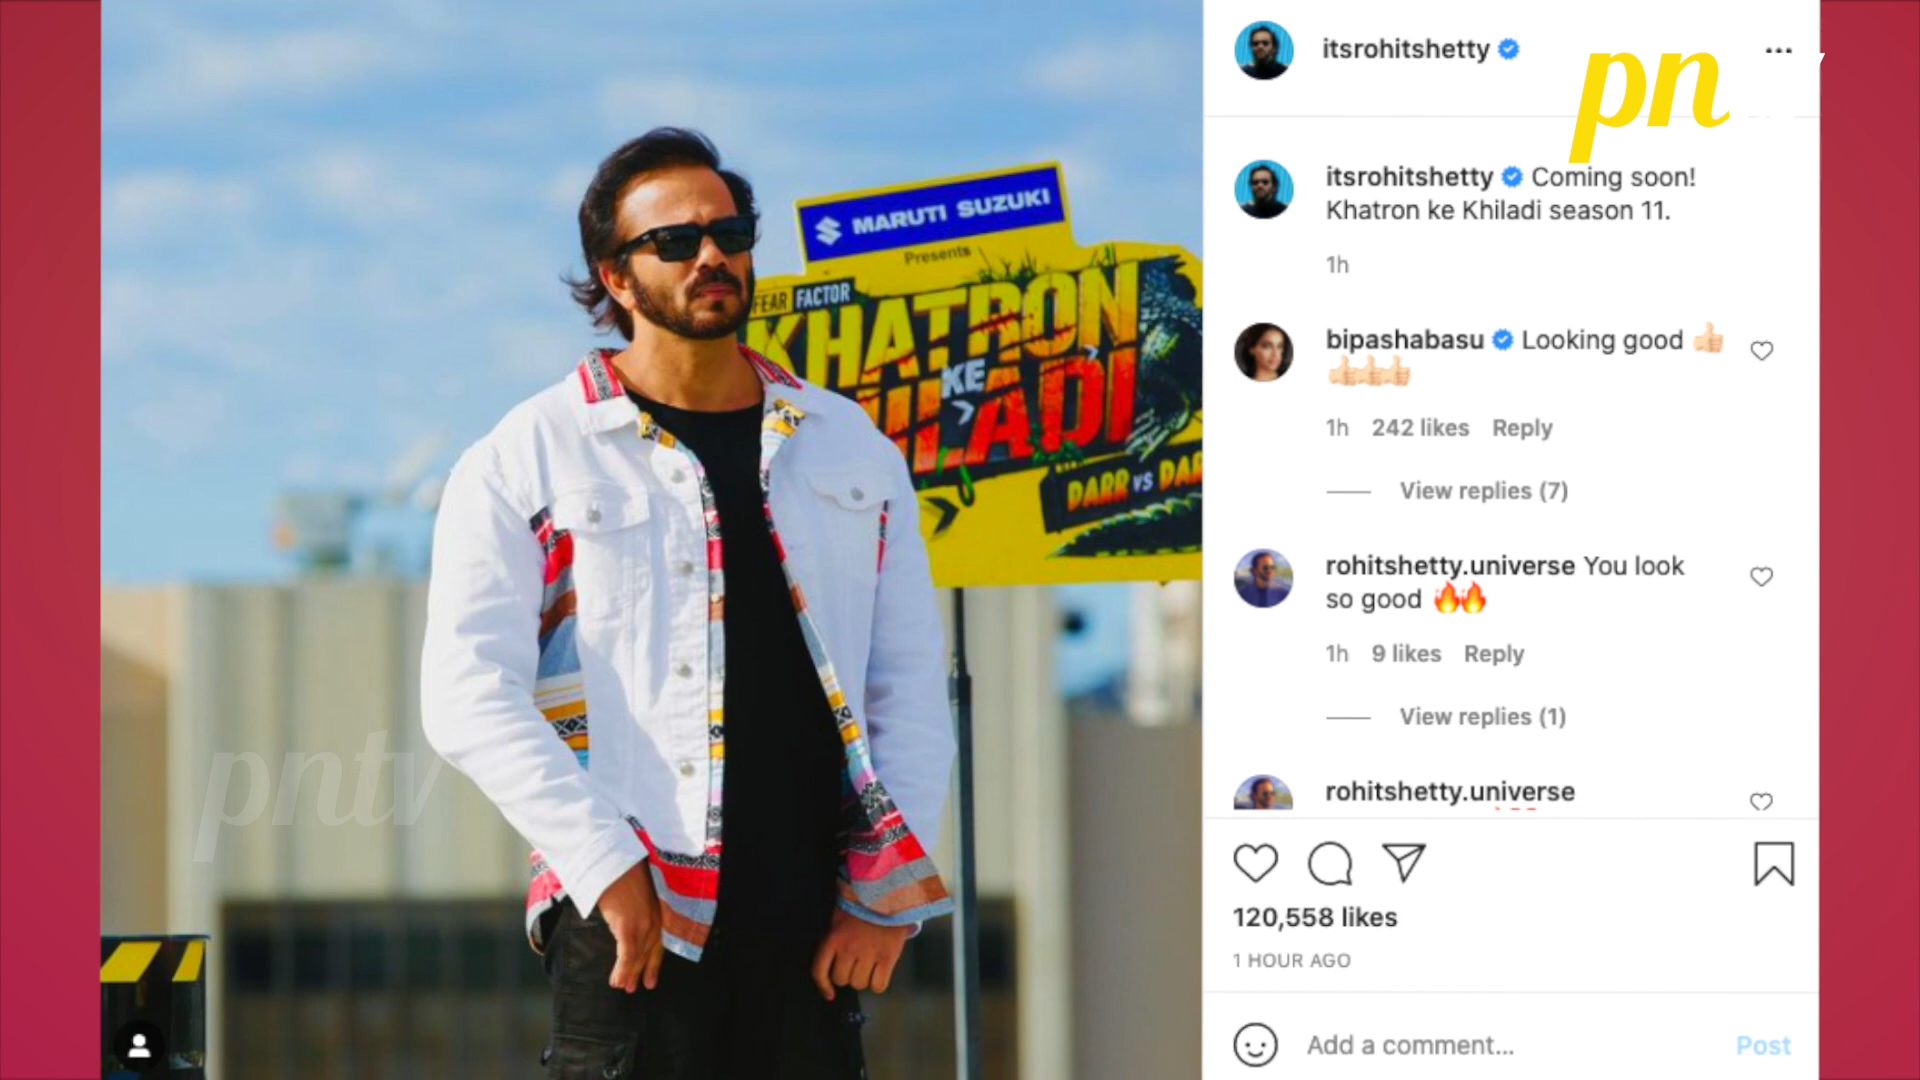 MARUTI SUZUKI
Presents
FEAR FACTOR
KHATRON
KE
DARR vs
pntv
itsrohitshetty
...
pn
itsrohitshetty Coming soon!
Khatron ke Khiladi season 11.
1h
bipashabasu Looking good 👍🏻
👍🏻👍🏻👍🏻
1h 242 likes Reply
View replies (7)
rohitshetty.universe You look
so good 🔥🔥
1h 9 likes Reply
View replies (1)
rohitshetty.universe
120,558 likes
1 HOUR AGO
Add a comment...
Post